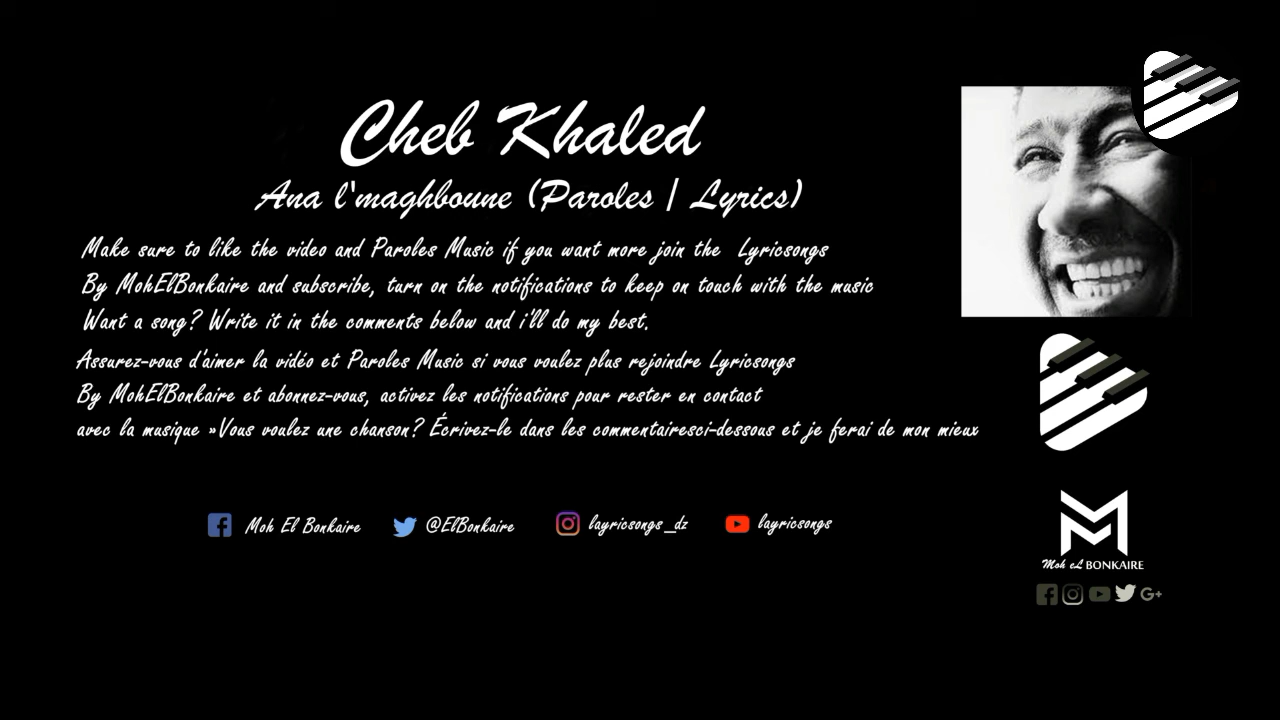 Cheb Khaled
Ana l'maghboune (Paroles | Lyrics)
Make sure to like the video and Paroles Music if you want more join the Lyricsongs
By MohElBonkaire and subscribe, turn on the notifications to keep on touch with the music
Want a song? Write it in the comments below and i'll do my best.
Assurez-vous d'aimer la vidéo et Paroles Music si vous voulez plus rejoindre Lyricsongs
By MohElBonkaire et abonnez-vous, activez les notifications pour rester en contact
avec la musique »Vous voulez une chanson? Écrivez-le dans les commentairesci-dessous et je ferai de mon mieux
Moh El Bonkaire @ElBonkaire layricsongs_dz layricsongs
Moh eL BONKAIRE
G+